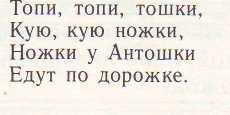 Топи, топи, тошки,
Кую, кую ножки,
Ножки у Антошки
Едут по дорожке.